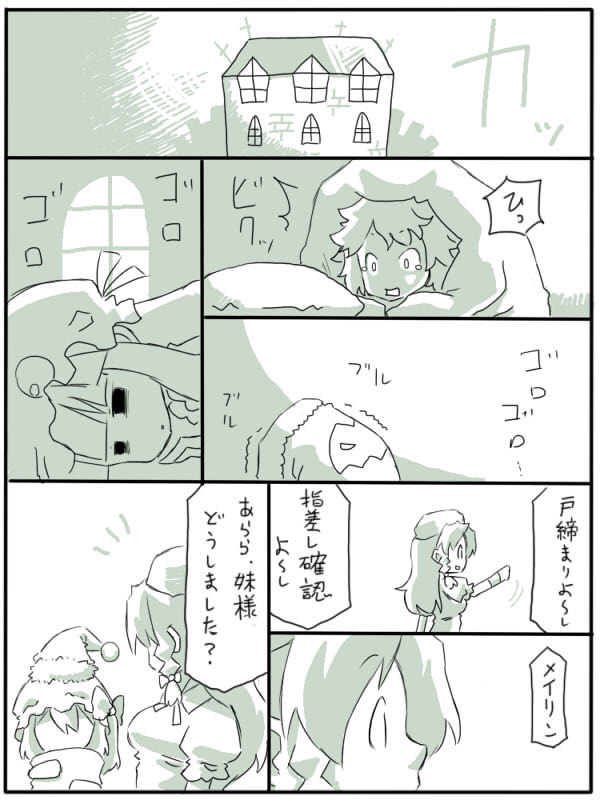 カッ
ひっ
ビクッ
ゴロ
ゴロ
ゴロ
ゴロ…
ブル
ブル
戸締まりよ～し
指差し確認
よ～し
メイリン
あらら、妹様
どうしました？